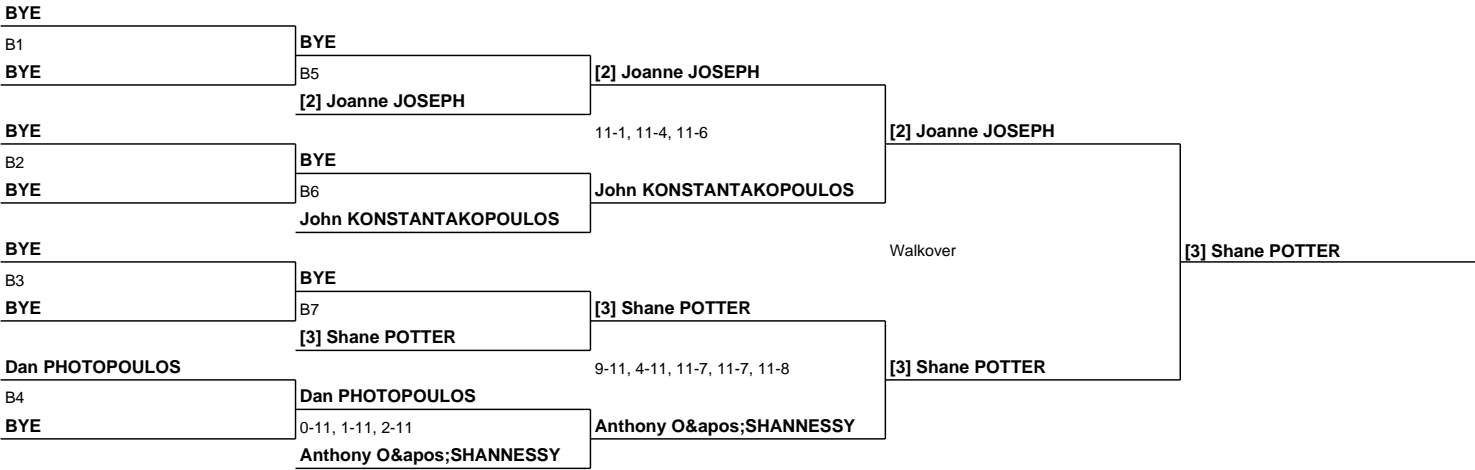 BYE
B1
BYE
BYE
B5
[2] Joanne JOSEPH
[2] Joanne JOSEPH
BYE
11-1, 11-4, 11-6
[2] Joanne JOSEPH
B2
BYE
BYE
B6
John KONSTANTAKOPOULOS
John KONSTANTAKOPOULOS
BYE
Walkover
[3] Shane POTTER
B3
BYE
BYE
B7
[3] Shane POTTER
[3] Shane POTTER
Dan PHOTOPOULOS
9-11, 4-11, 11-7, 11-7, 11-8
[3] Shane POTTER
B4
Dan PHOTOPOULOS
BYE
0-11, 1-11, 2-11
Anthony O&apos;SHANNESSY
Anthony O&apos;SHANNESSY